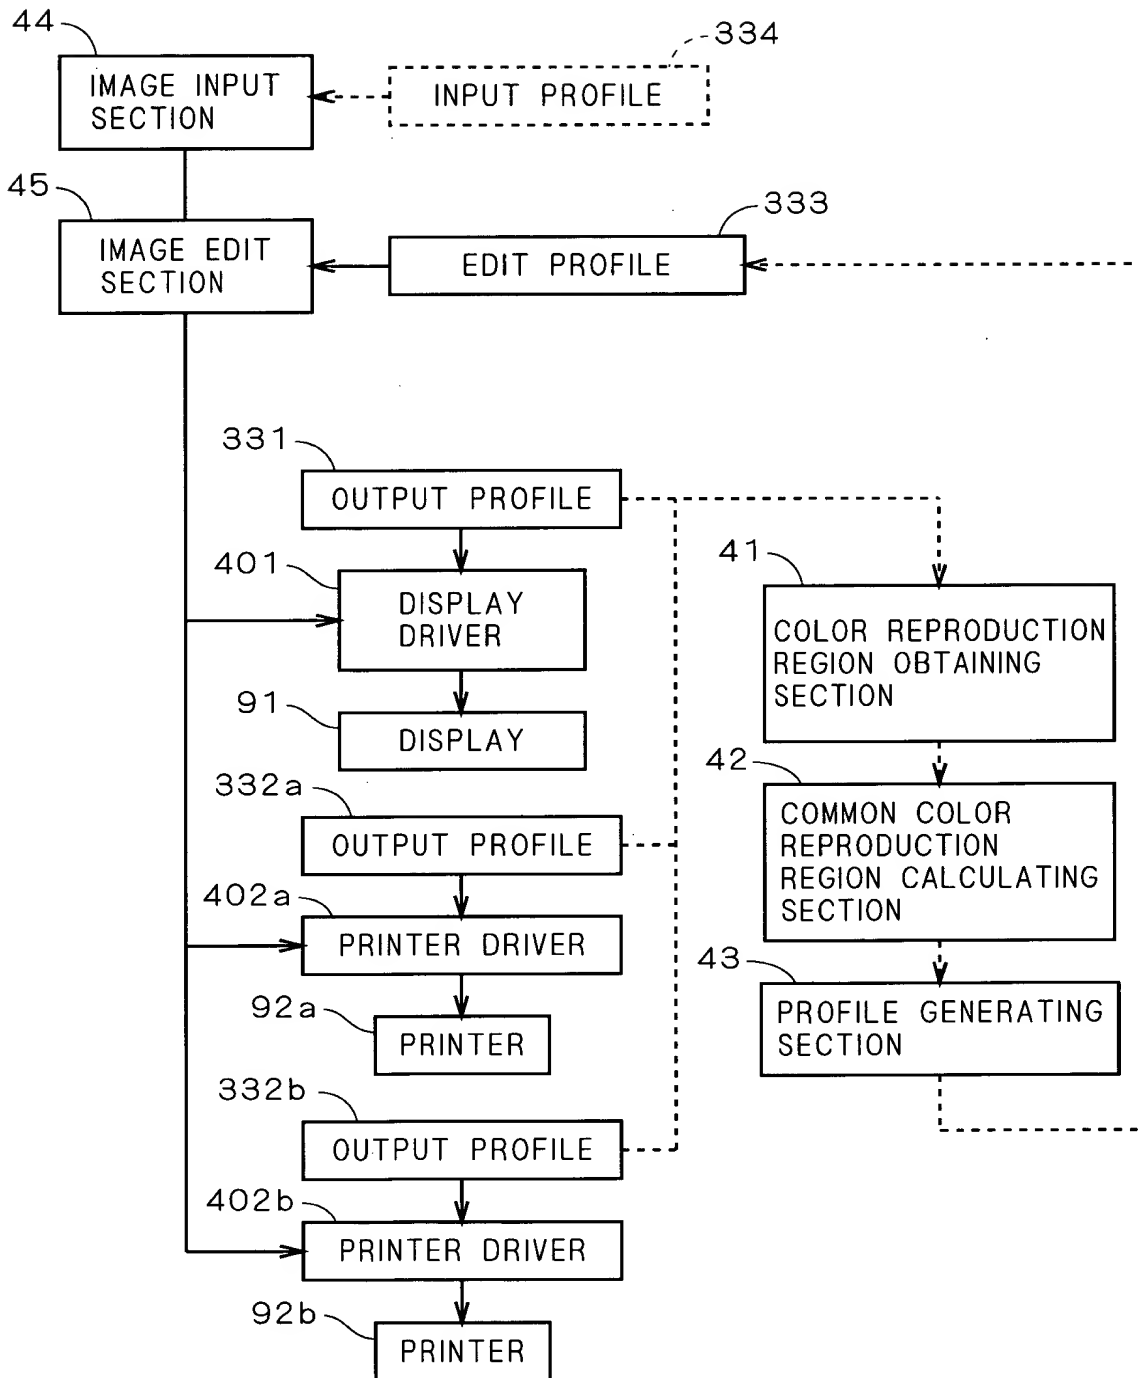 44
334
IMAGE INPUT
SECTION
INPUT PROFILE
45
333
IMAGE EDIT
SECTION
EDIT PROFILE
331
OUTPUT PROFILE
401
DISPLAY
DRIVER
91
DISPLAY
332a
OUTPUT PROFILE
402a
PRINTER DRIVER
92a
PRINTER
332b
OUTPUT PROFILE
402b
PRINTER DRIVER
92b
PRINTER
41
COLOR REPRODUCTION
REGION OBTAINING
SECTION
42
COMMON COLOR
REPRODUCTION
REGION CALCULATING
SECTION
43
PROFILE GENERATING
SECTION